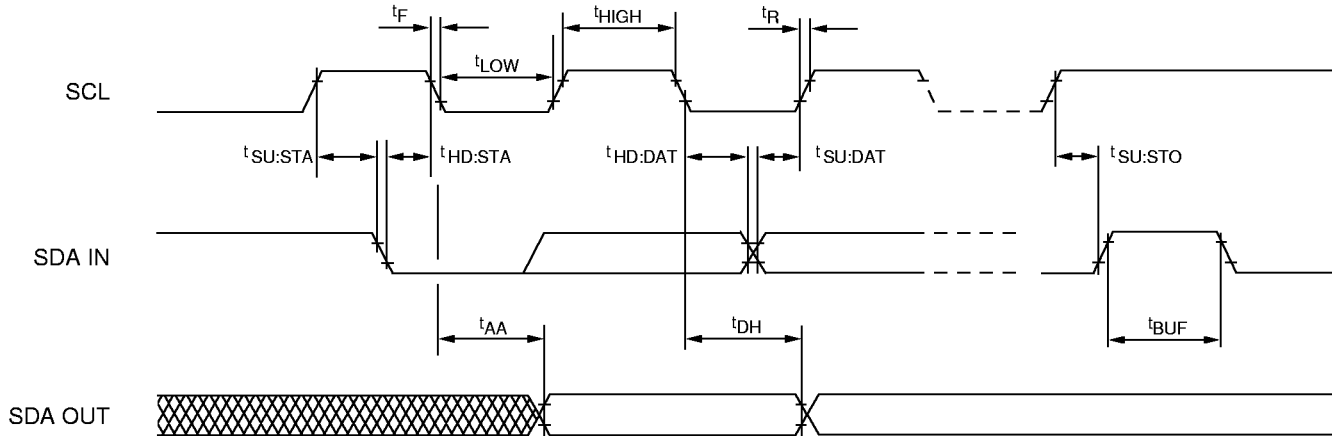 tF
tHIGH
tR
tLOW
SCL
tSU:STA
tHD:STA
tHD:DAT
tSU:DAT
tSU:STO
SDA IN
tAA
tDH
tBUF
SDA OUT